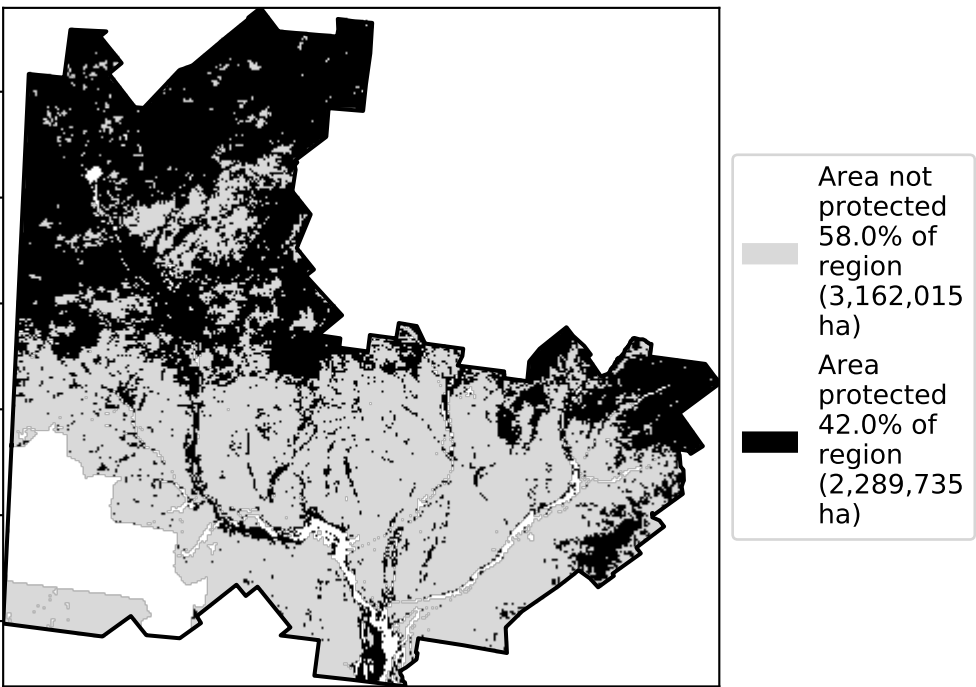 Area not
protected
58.0% of
region
(3,162,015
ha)
Area
protected
42.0% of
region
(2,289,735
ha)